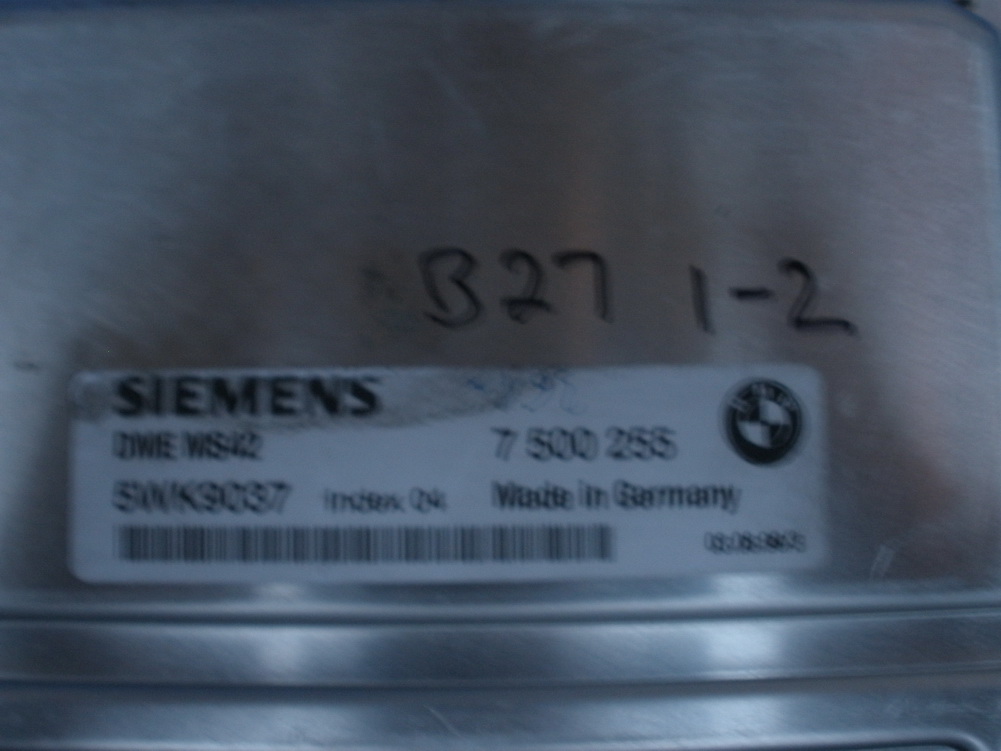 B27 1-2
SIEMENS
DME MS42 7 500 255
5WK9037 Index 04 Made in Germany